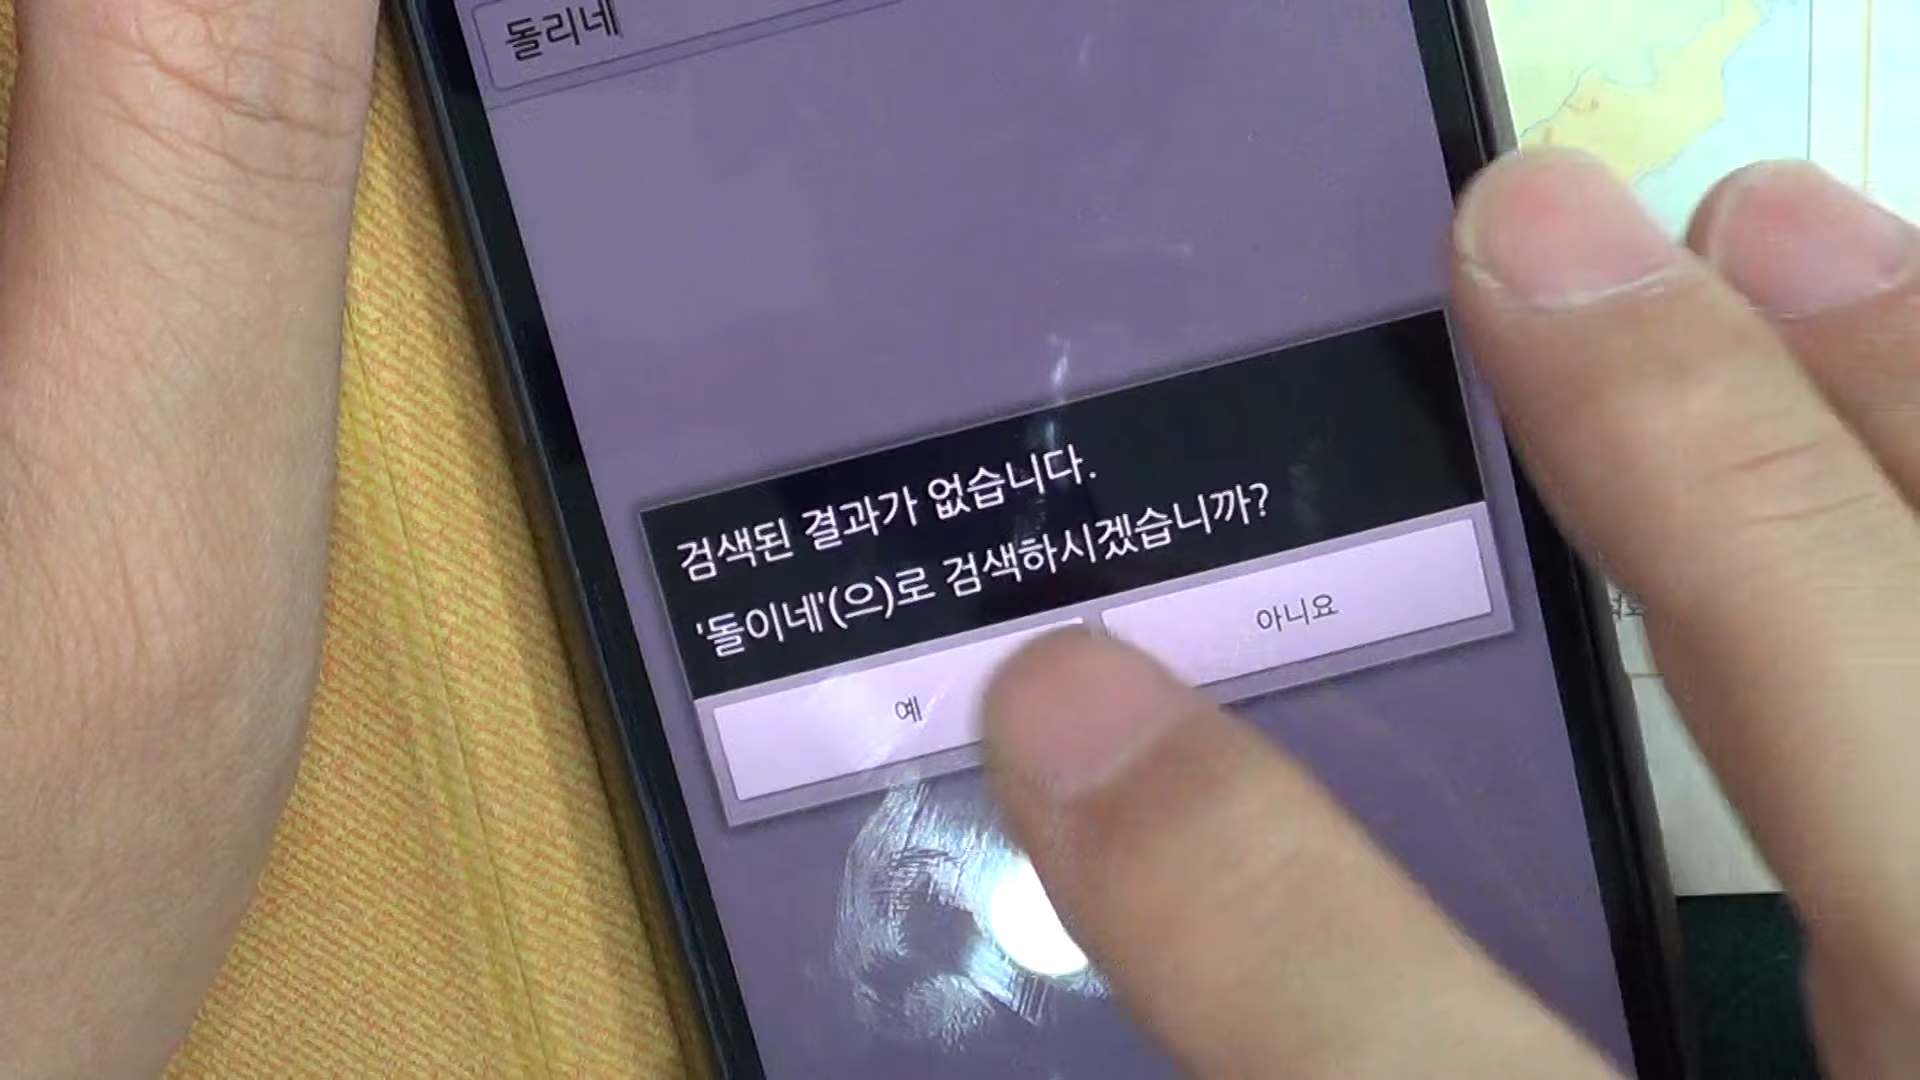 돌리네
검색된 결과가 없습니다.
'돌이네'(으)로 검색하시겠습니까?
예
아니요